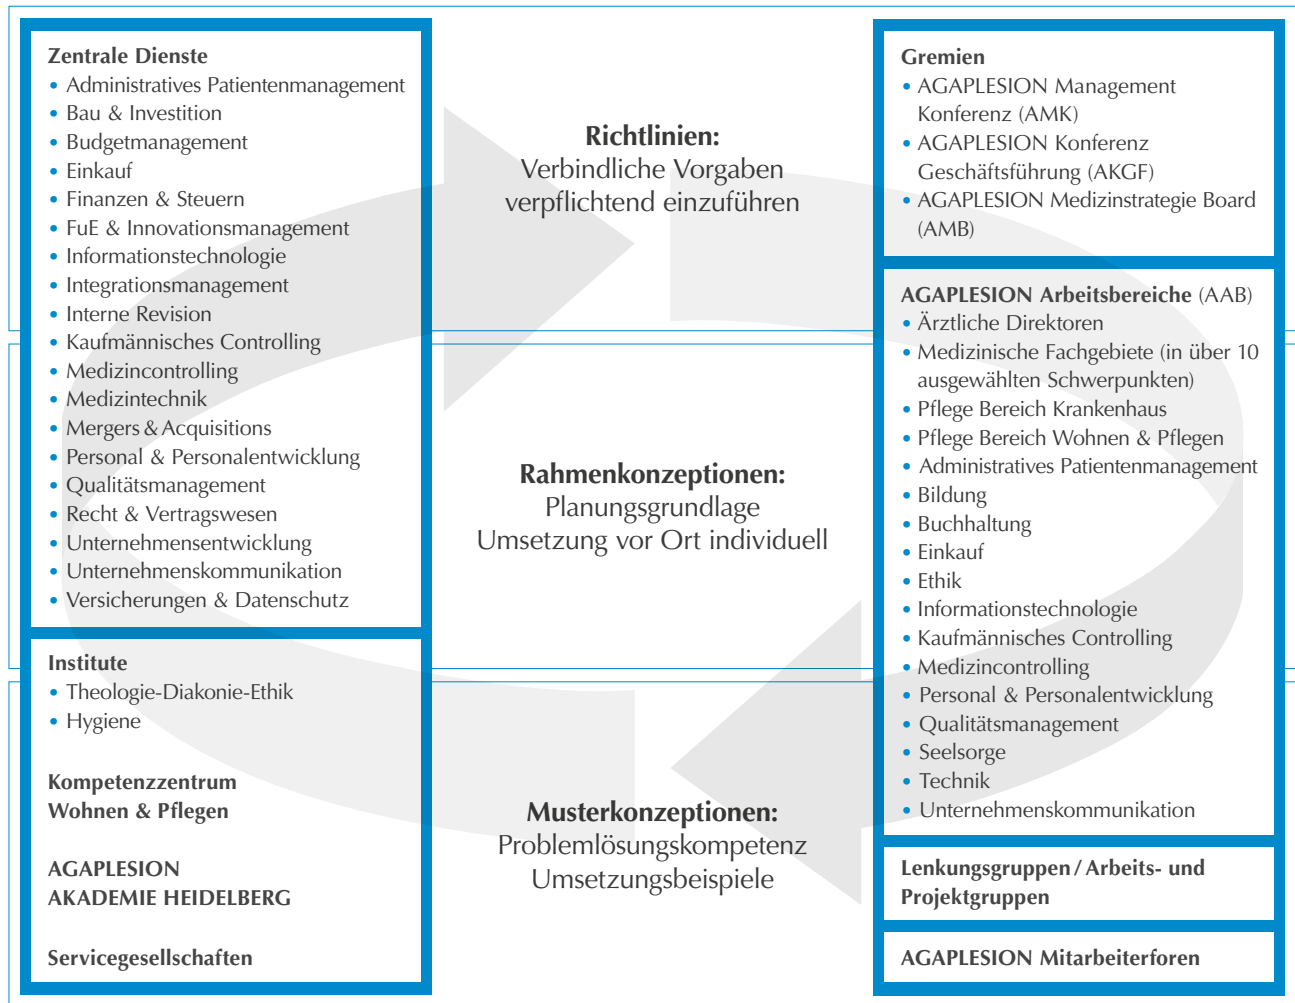 Zentrale Dienste
• Administratives Patientenmanagement
• Bau & Investition
• Budgetmanagement
• Einkauf
• Finanzen & Steuern
• FuE & Innovationsmanagement
• Informationstechnologie
• Integrationsmanagement
• Interne Revision
• Kaufmännisches Controlling
• Medizincontrolling
• Medizintechnik
• Mergers & Acquisitions
• Personal & Personalentwicklung
• Qualitätsmanagement
• Recht & Vertragswesen
• Unternehmensentwicklung
• Unternehmenskommunikation
• Versicherungen & Datenschutz
Institute
• Theologie-Diakonie-Ethik
• Hygiene
Kompetenzzentrum
Wohnen & Pflegen
AGAPLESION
AKADEMIE HEIDELBERG
Servicegesellschaften
Richtlinien:
Verbindliche Vorgaben
verpflichtend einzuführen
Rahmenkonzeptionen:
Planungsgrundlage
Umsetzung vor Ort individuell
Musterkonzeptionen:
Problemlösungskompetenz
Umsetzungsbeispiele
Gremien
• AGAPLESION Management
Konferenz (AMK)
• AGAPLESION Konferenz
Geschäftsführung (AKGF)
• AGAPLESION Medizinstrategie Board
(AMB)
AGAPLESION Arbeitsbereiche (AAB)
• Ärztliche Direktoren
• Medizinische Fachgebiete (in über 10
ausgewählten Schwerpunkten)
• Pflege Bereich Krankenhaus
• Pflege Bereich Wohnen & Pflegen
• Administratives Patientenmanagement
• Bildung
• Buchhaltung
• Einkauf
• Ethik
• Informationstechnologie
• Kaufmännisches Controlling
• Medizincontrolling
• Personal & Personalentwicklung
• Qualitätsmanagement
• Seelsorge
• Technik
• Unternehmenskommunikation
Lenkungsgruppen / Arbeits- und
Projektgruppen
AGAPLESION Mitarbeiterforen